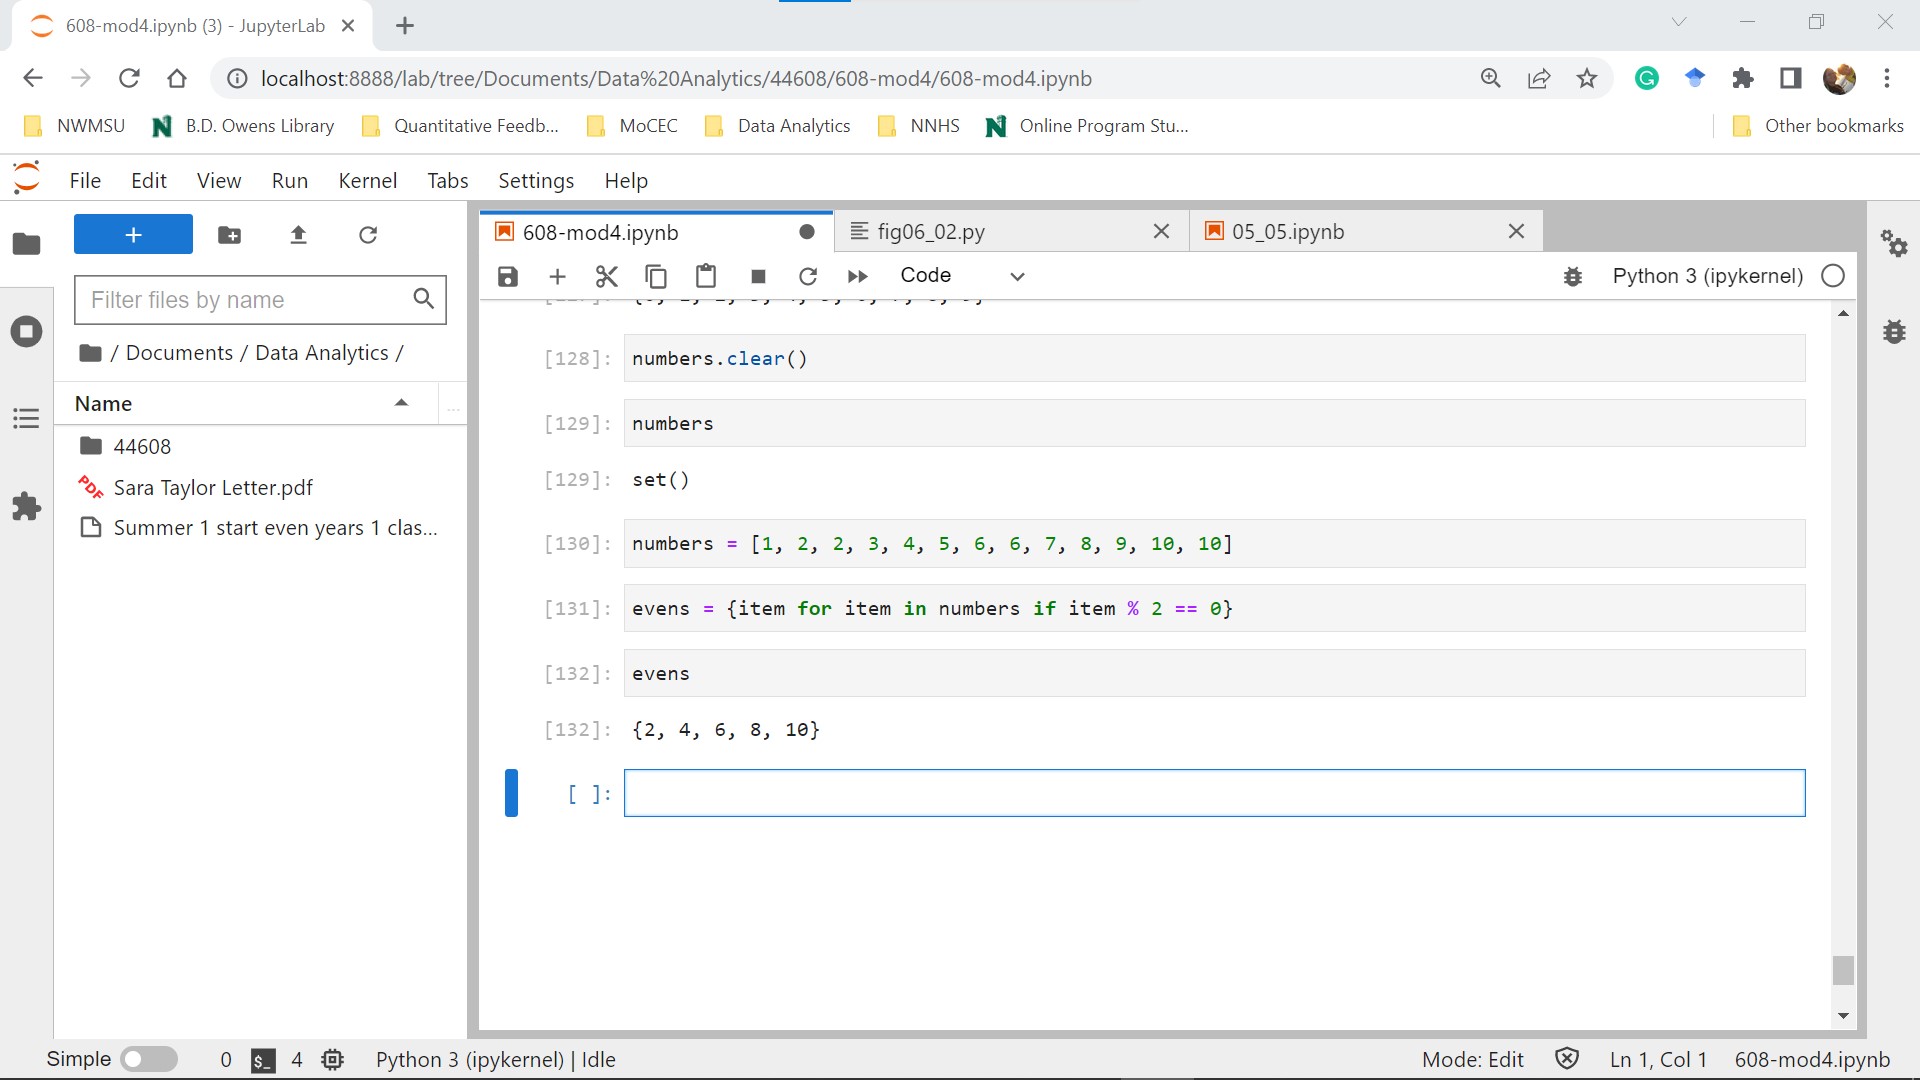 608-mod4.ipynb (3) - JupyterLab
localhost:8888/lab/tree/Documents/Data%20Analytics/44608/608-mod4/608-mod4.ipynb
NWMSU B.D. Owens Library Quantitative Feedb... MoCEC Data Analytics NNHS Online Program Stu... Other bookmarks
File Edit View Run Kernel Tabs Settings Help
608-mod4.ipynb fig06_02.py 05_05.ipynb
Code Python 3 (ipykernel)
Filter files by name
/ Documents / Data Analytics /
Name ...
44608
Sara Taylor Letter.pdf
Summer 1 start even years 1 clas...
[128]: numbers.clear()
[129]: numbers
[129]: set()
[130]: numbers = [1, 2, 2, 3, 4, 5, 6, 6, 7, 8, 9, 10, 10]
[131]: evens = {item for item in numbers if item % 2 == 0}
[132]: evens
[132]: {2, 4, 6, 8, 10}
[ ]:
Simple 0 $_ 4 Python 3 (ipykernel) | Idle Mode: Edit Ln 1, Col 1 608-mod4.ipynb